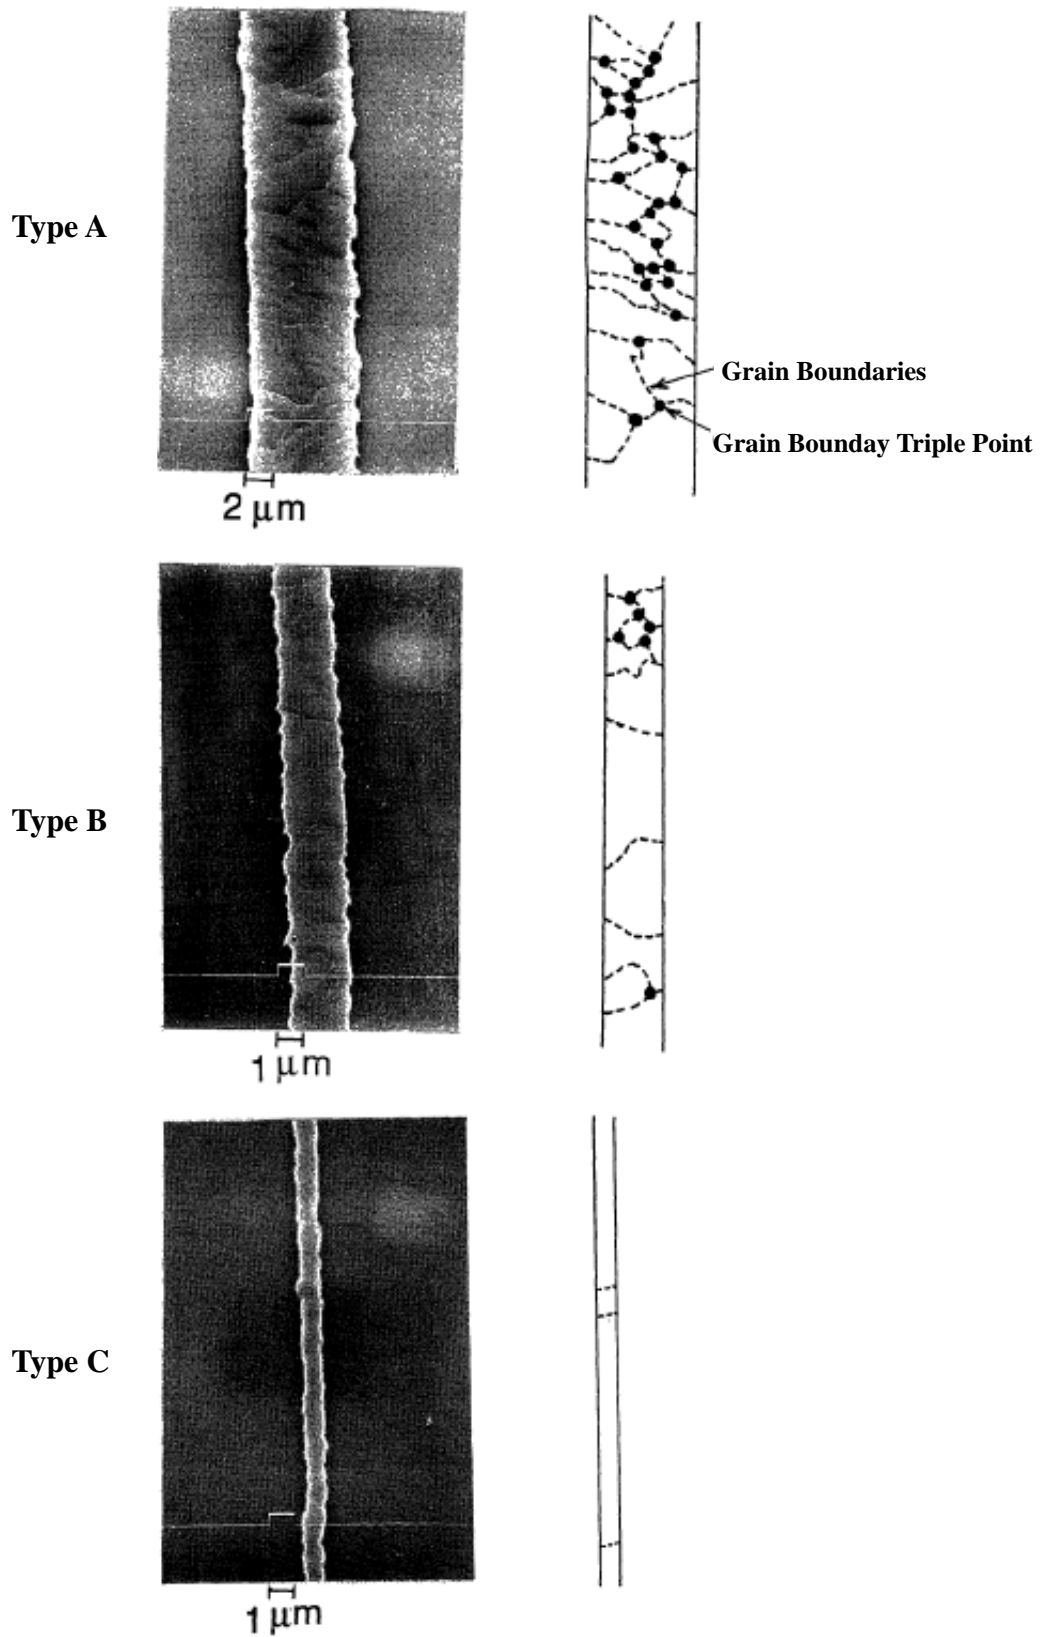 Type A
Grain Boundaries
Grain Bounday Triple Point
2 μm
Type B
1 μm
Type C
1 μm